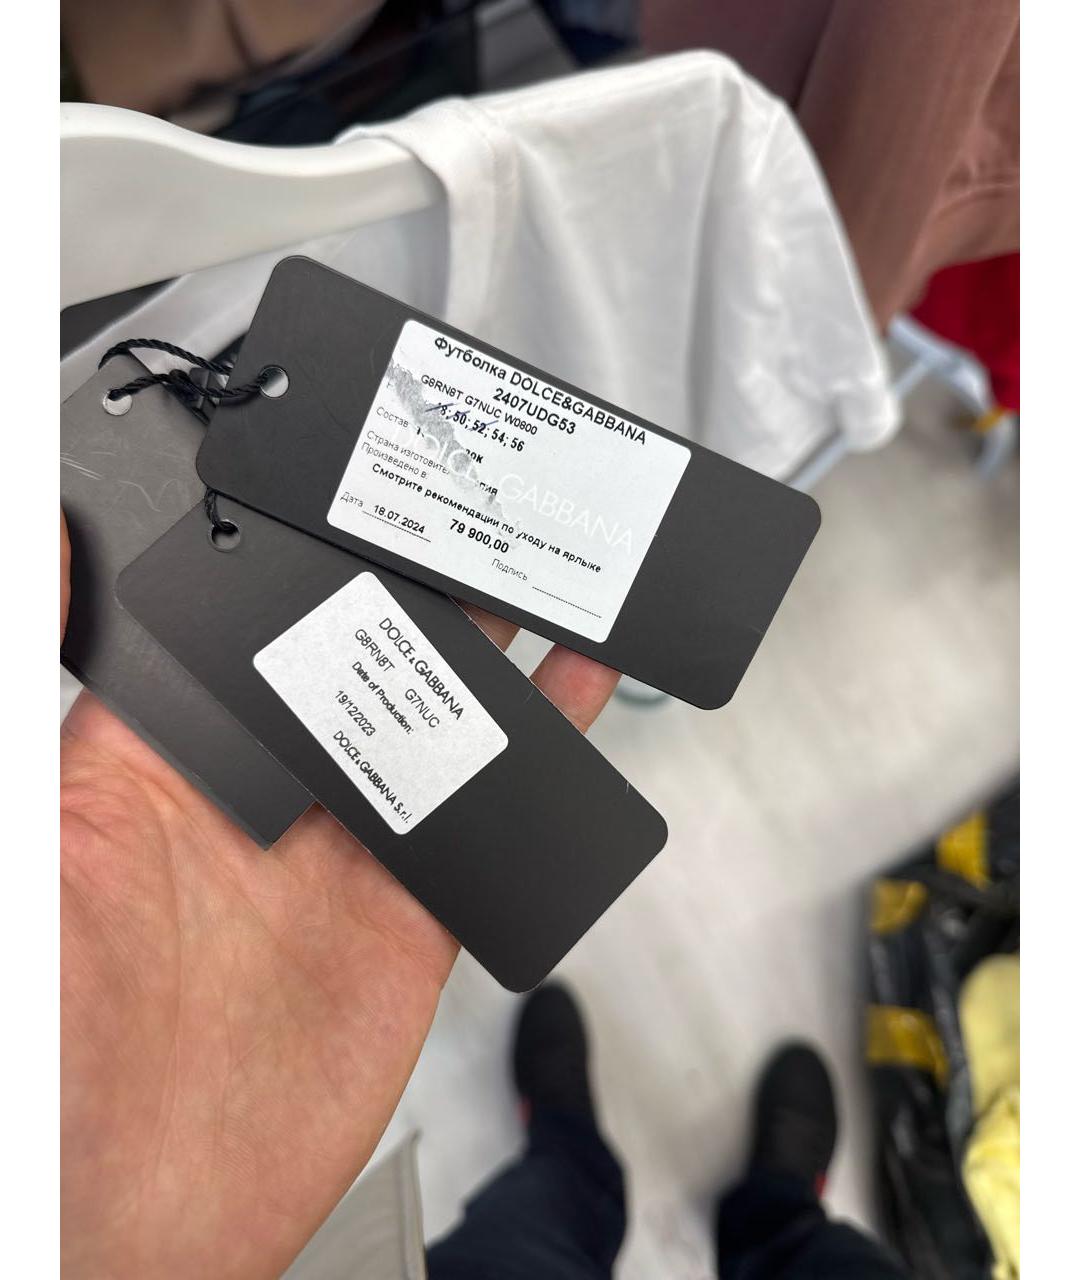 Футболка DOLCE&GABBANA
2407UDG53
G8RN8T G7NUC W0800
50; 52; 54; 56
Состав
Страна изготовитель
Произведено в:
Смотрите рекомендации по уходу на ярлыке
Дата 18.07.2024 79 900,00
Подпись
GABBANA
DOLCE & GABBANA
G8RN8T G7NUC
Date of Production:
19/12/2023
DOLCE & GABBANA S.r.l.